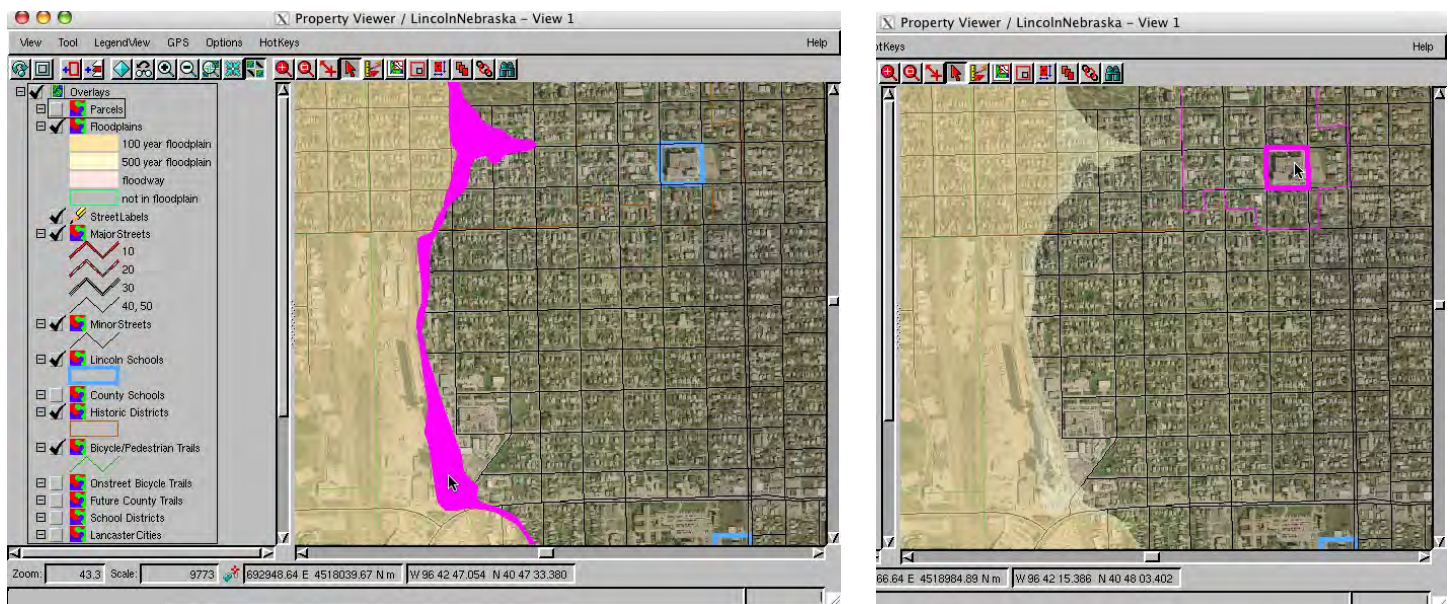 Property Viewer / LincolnNebraska – View 1
View Tool LegendView GPS Options HotKeys Help
Overlays
Parcels
Floodplains
100 year floodplain
500 year floodplain
floodway
not in floodplain
StreetLabels
MajorStreets
10
20
30
40, 50
MinorStreets
Lincoln Schools
County Schools
Historic Districts
Bicycle/Pedestrian Trails
Onstreet Bicycle Trails
Future County Trails
School Districts
LancasterCities
Zoom: 43.3 Scale: 9773 692948.64 E 4518039.67 N m W 96 42 47.054 N 40 47 33.380
Property Viewer / LincolnNebraska – View 1
otKeys Help
66.64 E 4518984.89 N m W 96 42 15.386 N 40 48 03.402